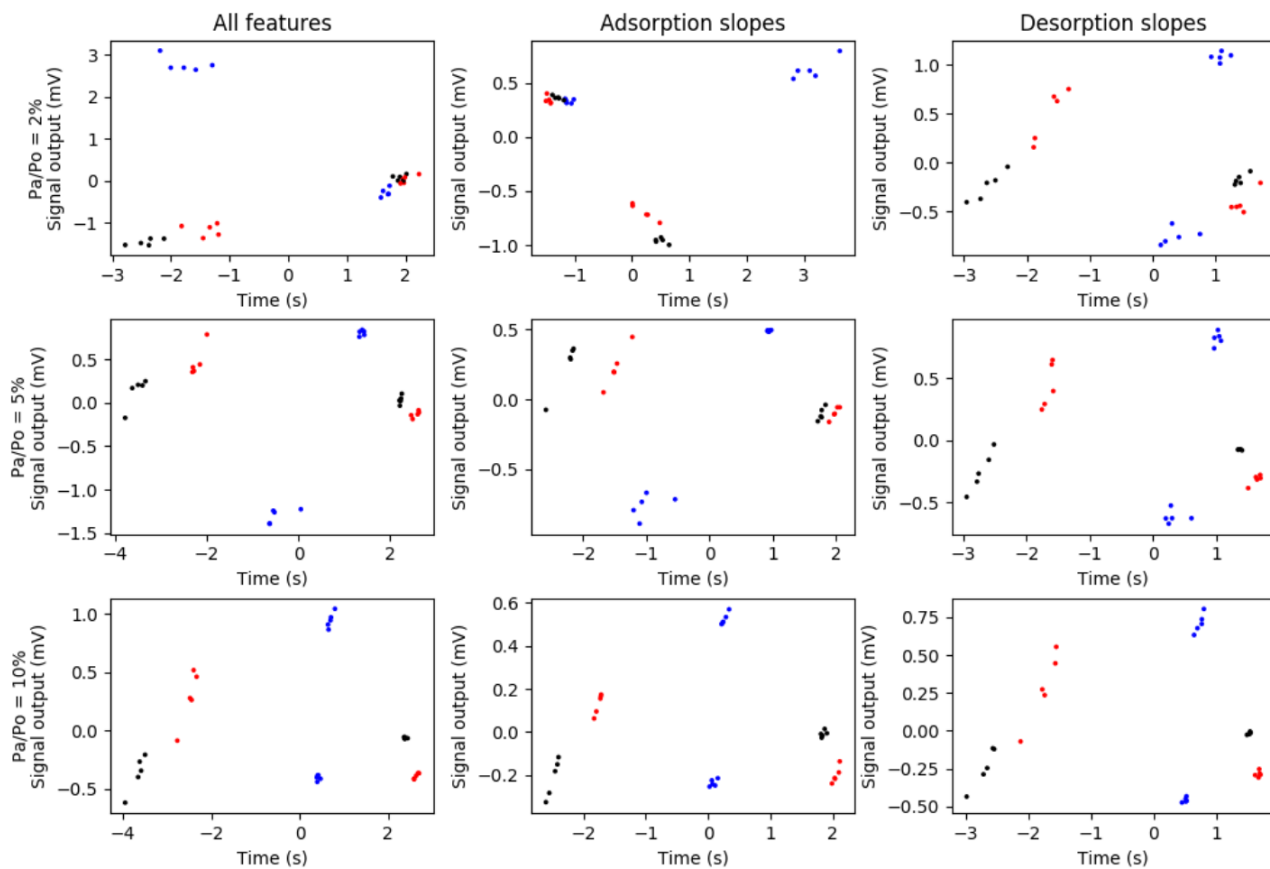 All features
Adsorption slopes
Desorption slopes
Pa/Po = 2%
Signal output (mV)
3
2
1
0
−1
−3 −2 −1 0 1 2
Time (s)
Signal output (mV)
0.5
0.0
−0.5
−1.0
−1 0 1 2 3
Time (s)
Signal output (mV)
1.0
0.5
0.0
−0.5
−3 −2 −1 0 1
Time (s)
Pa/Po = 5%
Signal output (mV)
0.5
0.0
−0.5
−1.0
−1.5
−4 −2 0 2
Time (s)
Signal output (mV)
0.5
0.0
−0.5
−2 −1 0 1 2
Time (s)
Signal output (mV)
0.5
0.0
−0.5
−3 −2 −1 0 1
Time (s)
Pa/Po = 10%
Signal output (mV)
1.0
0.5
0.0
−0.5
−4 −2 0 2
Time (s)
Signal output (mV)
0.6
0.4
0.2
0.0
−0.2
−2 −1 0 1 2
Time (s)
Signal output (mV)
0.75
0.50
0.25
0.00
−0.25
−0.50
−3 −2 −1 0 1
Time (s)